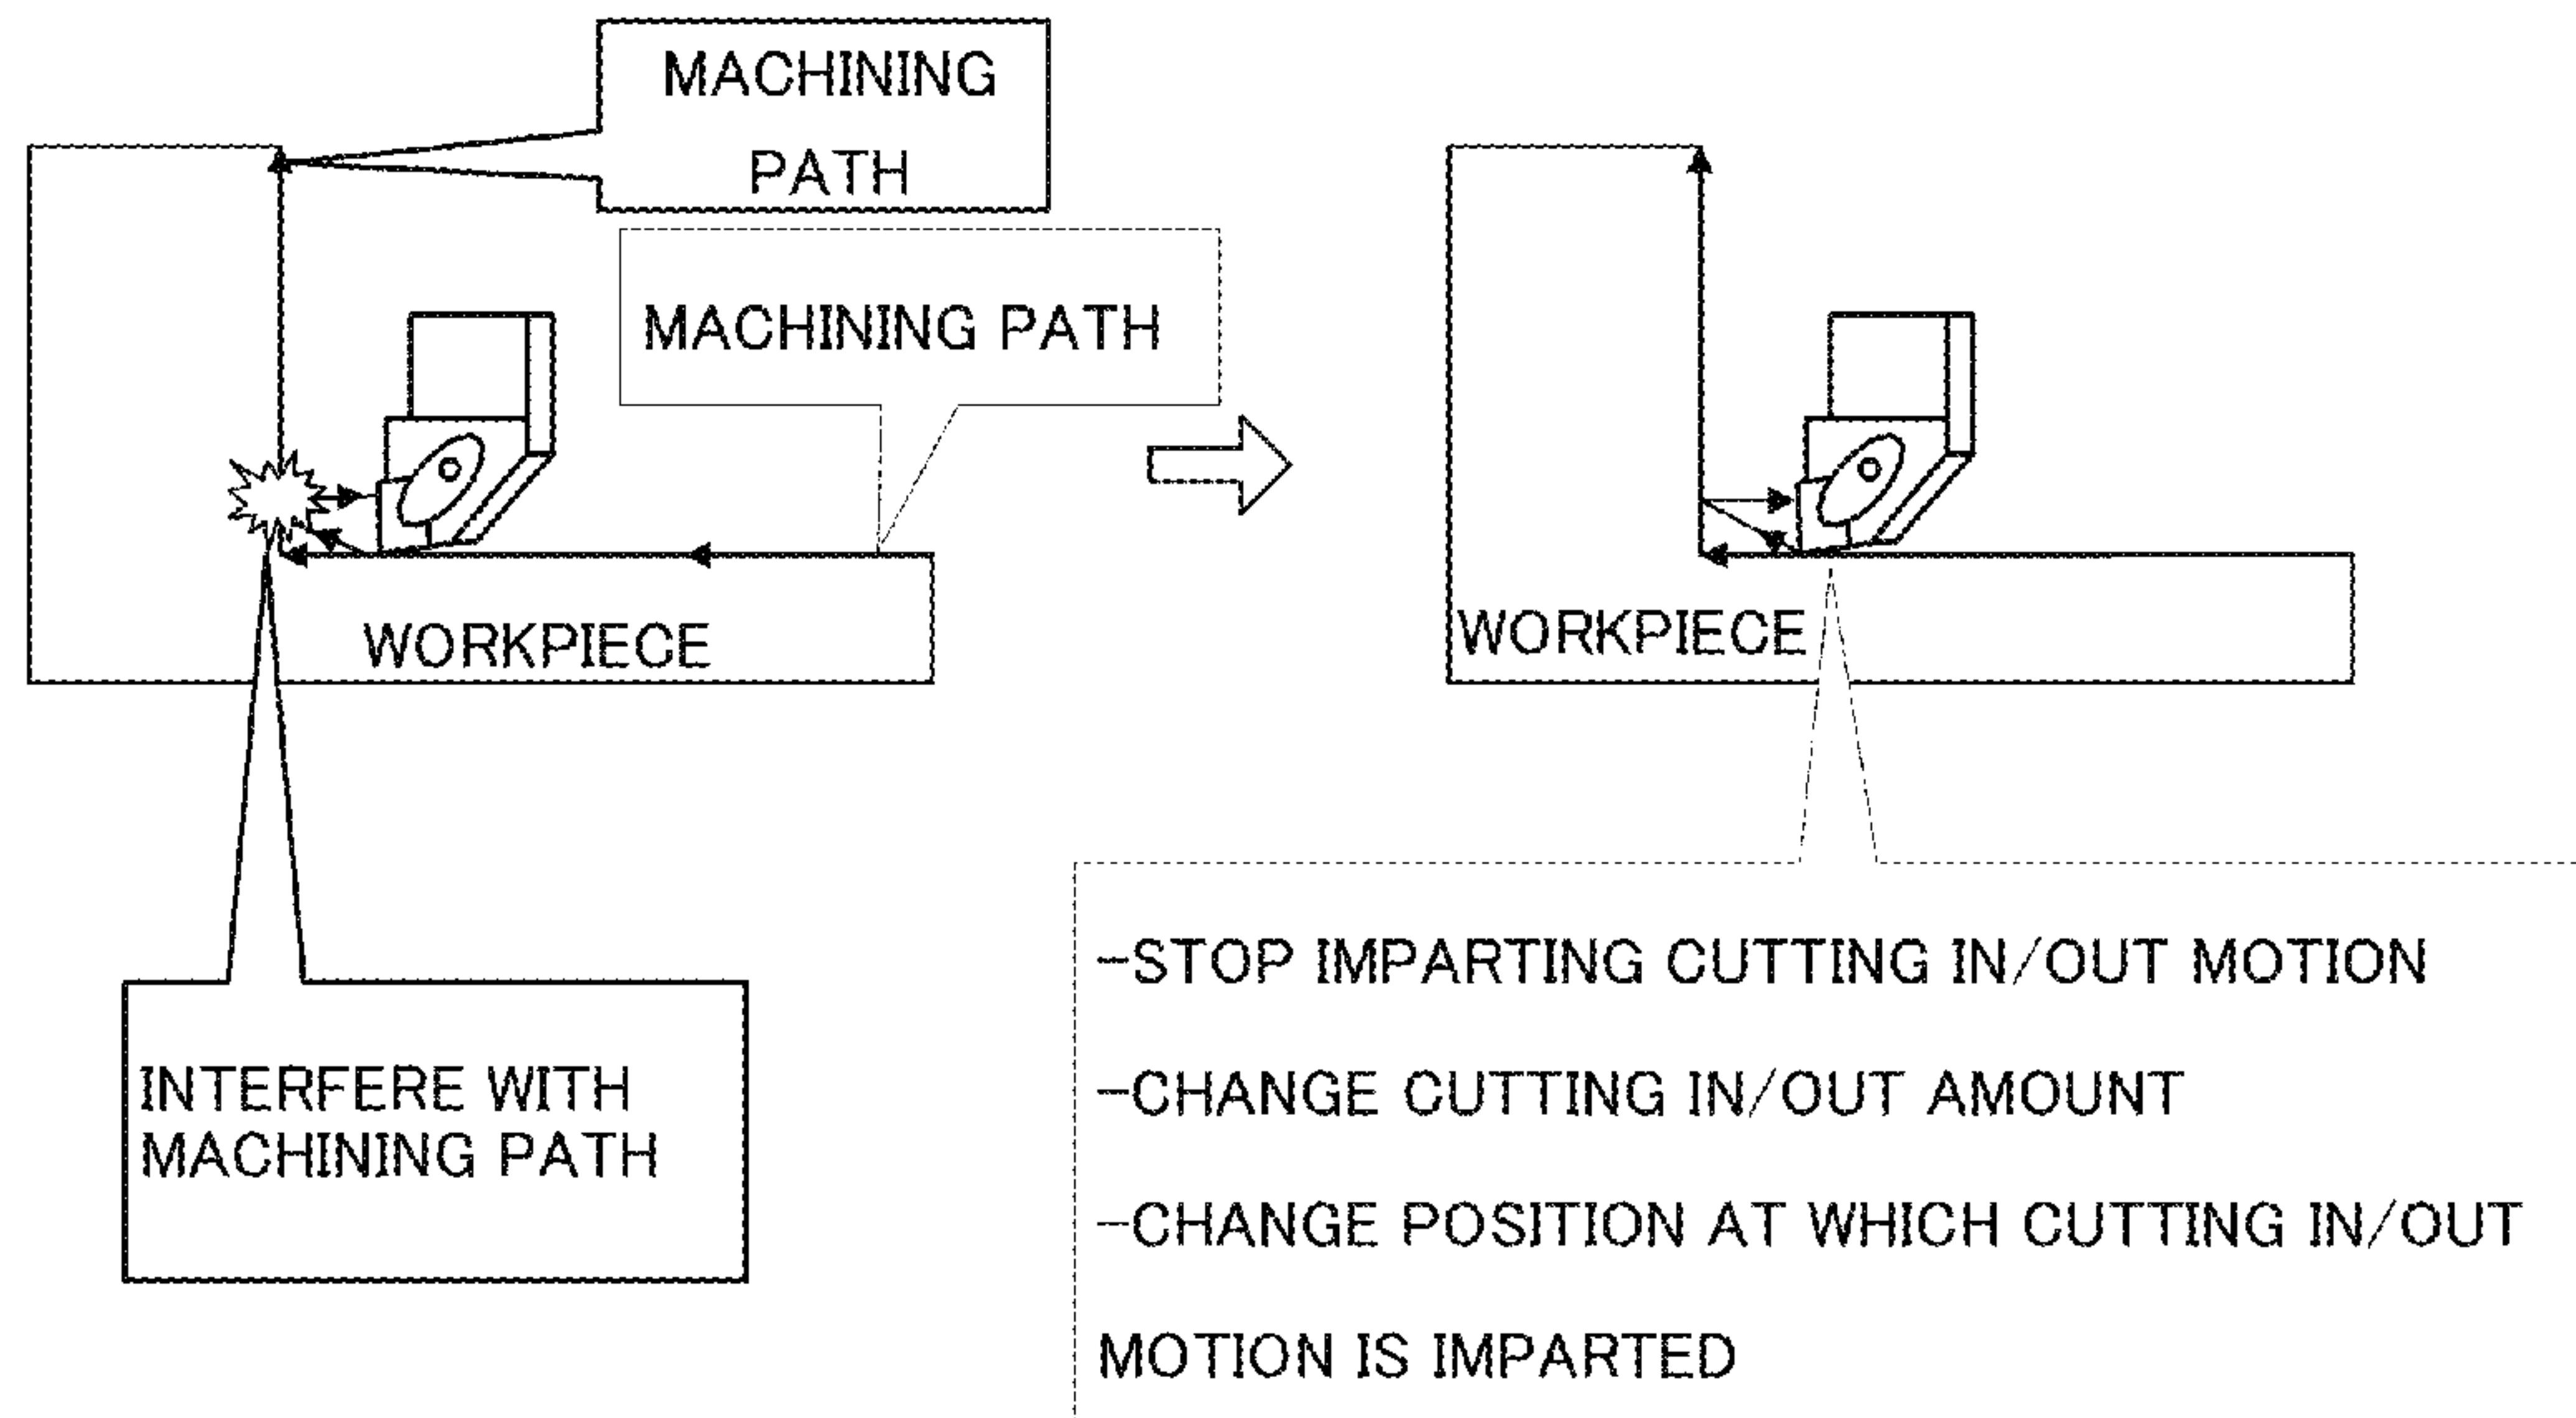 MACHINING
PATH
MACHINING PATH
WORKPIECE
WORKPIECE
INTERFERE WITH
MACHINING PATH
-STOP IMPARTING CUTTING IN/OUT MOTION
-CHANGE CUTTING IN/OUT AMOUNT
-CHANGE POSITION AT WHICH CUTTING IN/OUT
MOTION IS IMPARTED